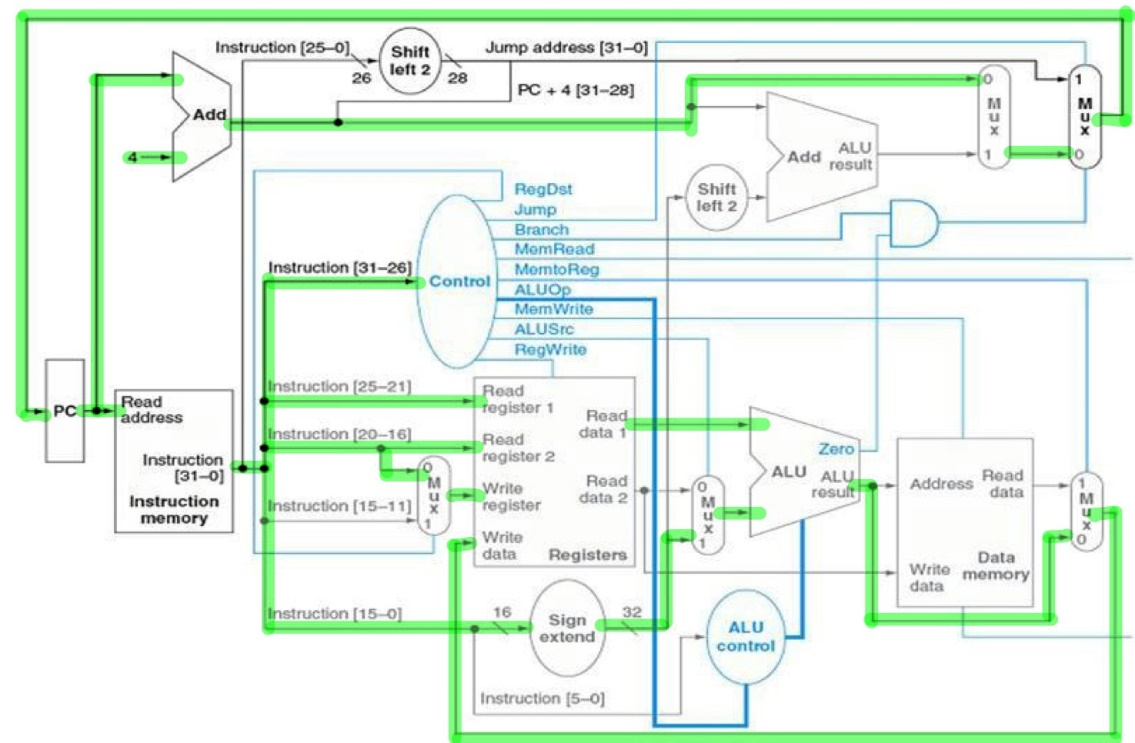 Instruction [25–0]
Shift
left 2
Jump address [31–0]
26
28
PC + 4 [31–28]
Add
4
0
M
u
x
1
1
M
u
x
0
Add
ALU
result
Shift
left 2
RegDst
Jump
Branch
MemRead
MemtoReg
ALUOp
MemWrite
ALUSrc
RegWrite
Instruction [31–26]
Control
PC
Read
address
Instruction
[31–0]
Instruction
memory
Instruction [25–21]
Instruction [20–16]
Instruction [15–11]
Instruction [15–0]
0
M
u
x
1
Read
register 1
Read
register 2
Write
register
Write
data
Read
data 1
Read
data 2
Registers
0
M
u
x
1
Zero
ALU
ALU
result
Address
Read
data
Write
data
Data
memory
1
M
u
x
0
16
Sign
extend
32
ALU
control
Instruction [5–0]